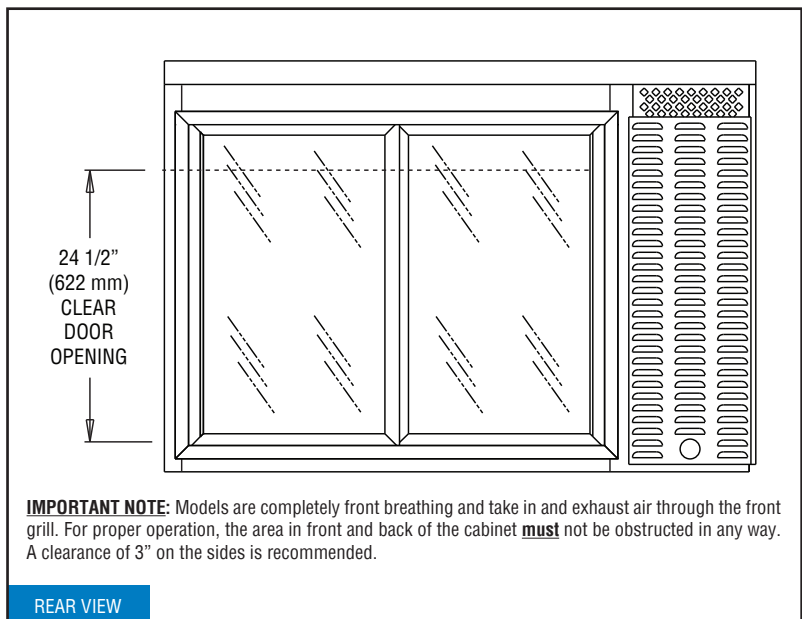 24 1/2”
(622 mm)
CLEAR
DOOR
OPENING
IMPORTANT NOTE: Models are completely front breathing and take in and exhaust air through the front
grill. For proper operation, the area in front and back of the cabinet must not be obstructed in any way.
A clearance of 3” on the sides is recommended.
REAR VIEW